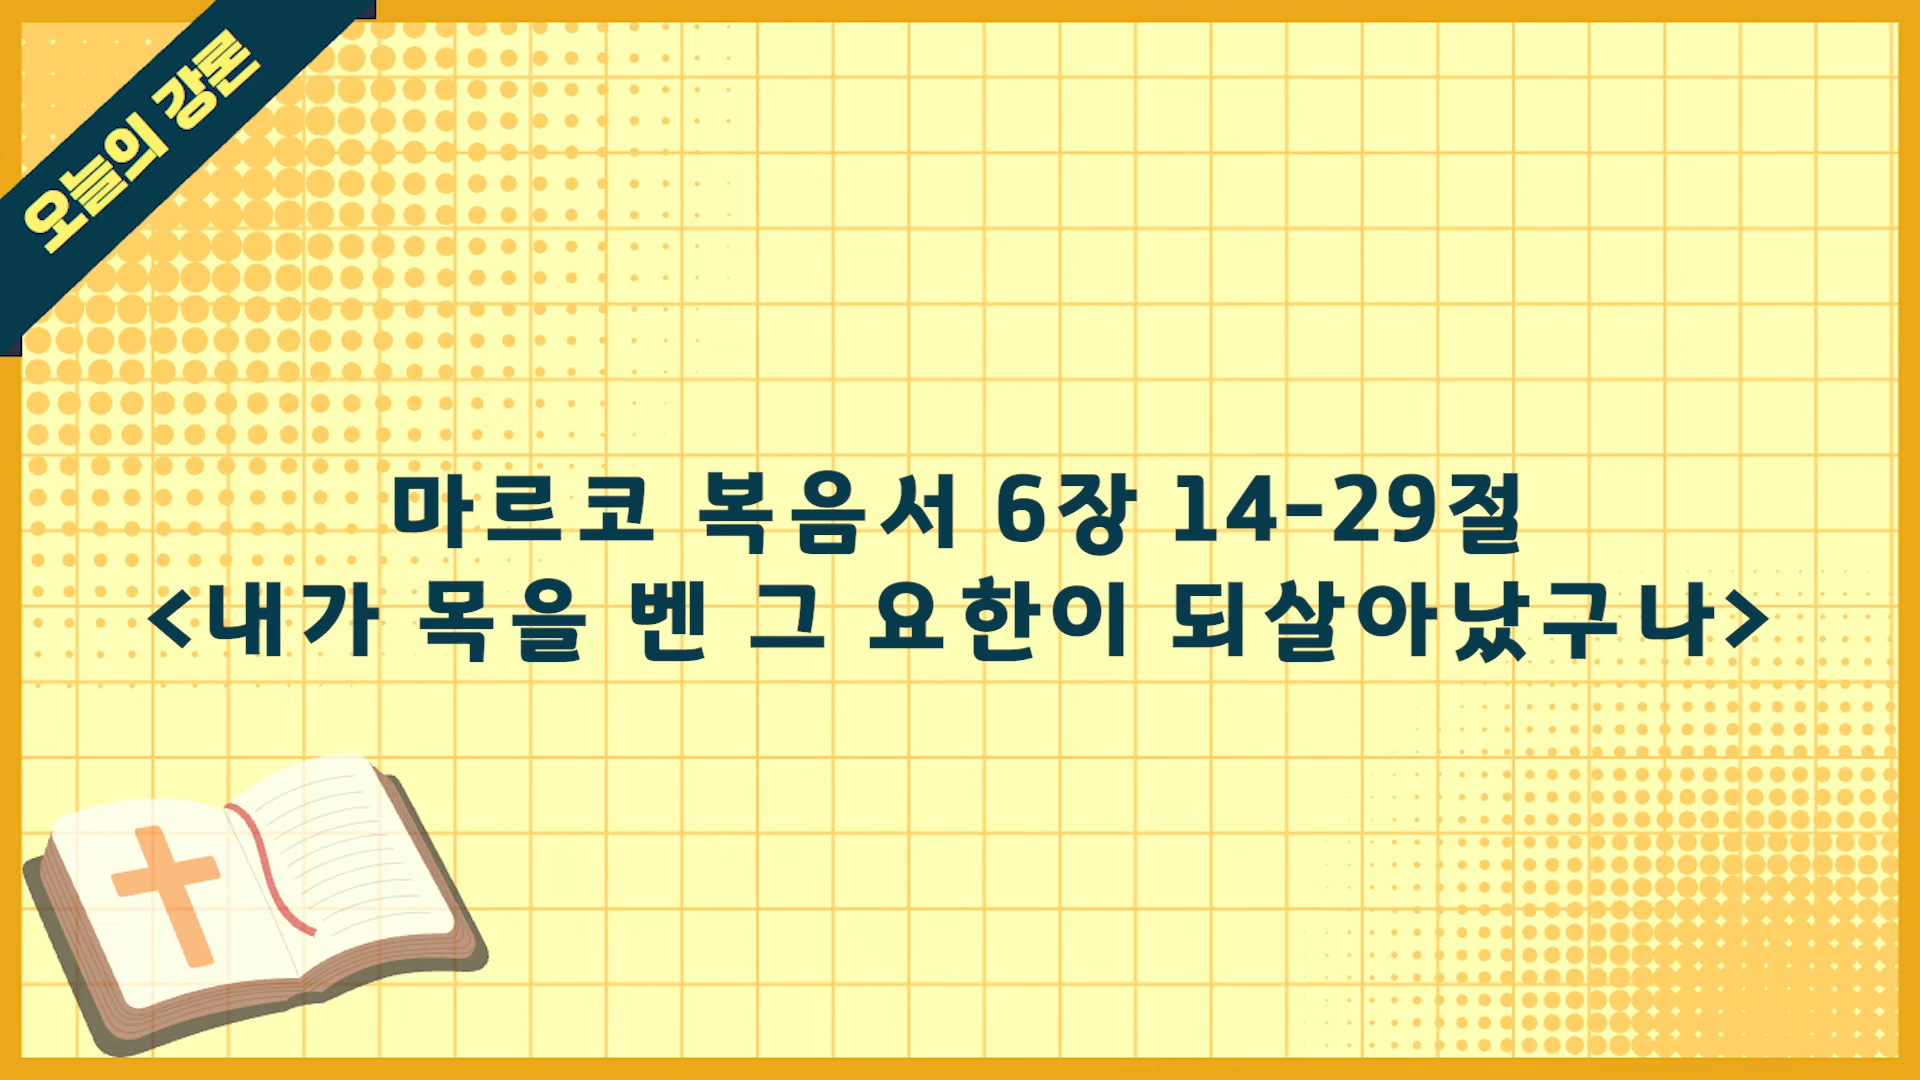 오늘의 강론
마르코 복음서 6장 14-29절
<내가 목을 벤 그 요한이 되살아났구나>